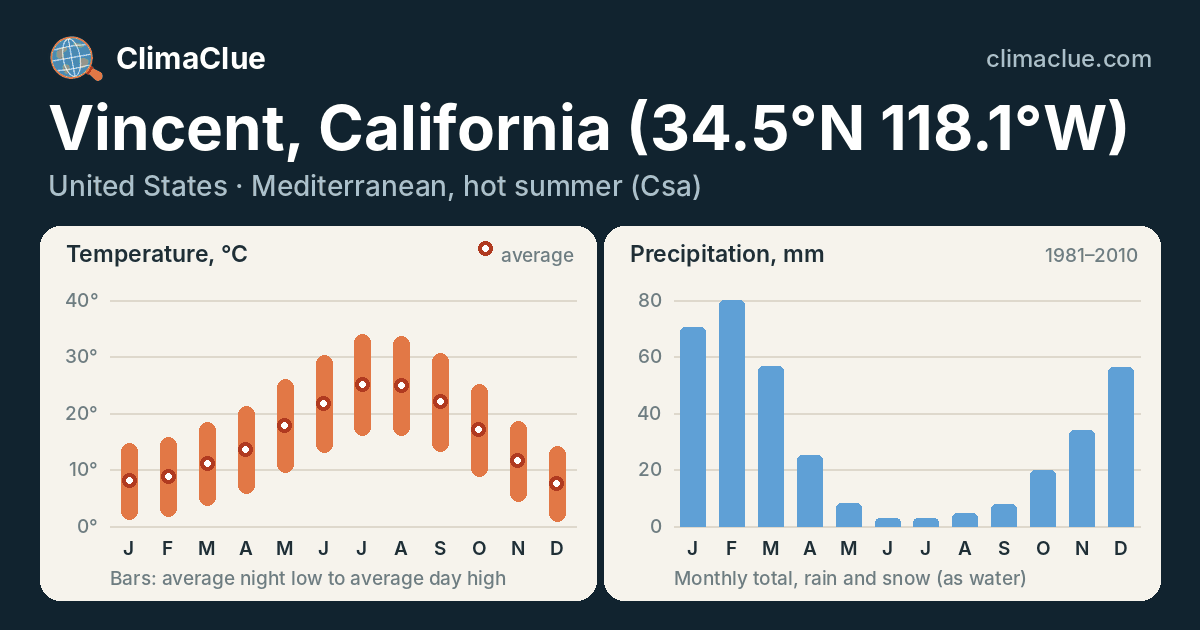 ClimaClue
climaclue.com
Vincent, California (34.5°N 118.1°W)
United States · Mediterranean, hot summer (Csa)
Temperature, °C
average
40°
30°
20°
10°
0°
J F M A M J J A S O N D
Bars: average night low to average day high
Precipitation, mm
1981–2010
80
60
40
20
0
J F M A M J J A S O N D
Monthly total, rain and snow (as water)